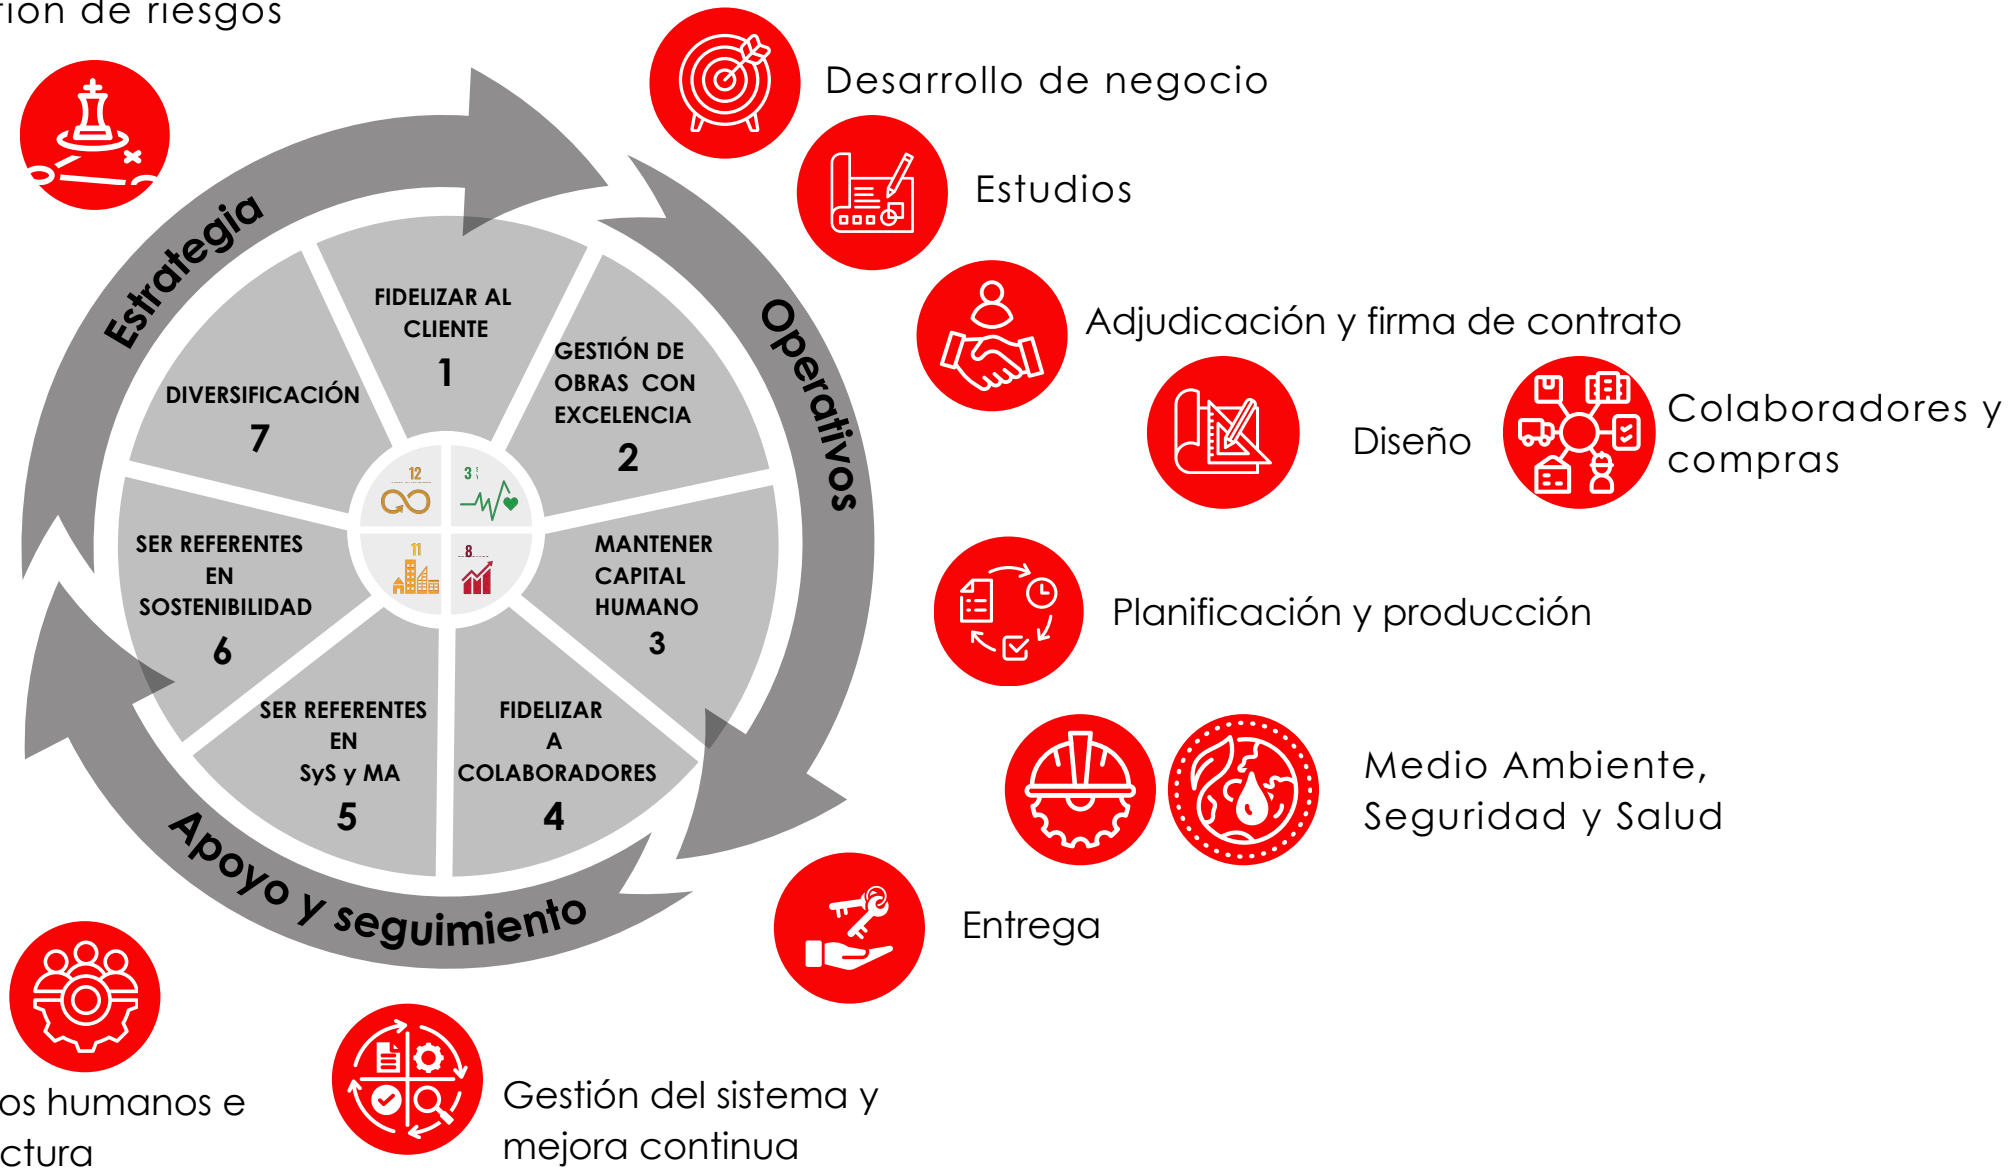 de riesgos
Desarrollo de negocio
Estudios
Adjudicación y firma de contrato
Diseño
Colaboradores y
compras
Planificación y producción
Medio Ambiente,
Seguridad y Salud
Entrega
Gestión del sistema y
mejora continua
humanos e
Estrategia
Operativos
Apoyo y seguimiento
FIDELIZAR AL
CLIENTE
1
GESTIÓN DE
OBRAS CON
EXCELENCIA
2
MANTENER
CAPITAL
HUMANO
3
FIDELIZAR
A
COLABORADORES
4
SER REFERENTES
EN
SyS y MA
5
SER REFERENTES
EN
SOSTENIBILIDAD
6
DIVERSIFICACIÓN
7
12
3
11
8